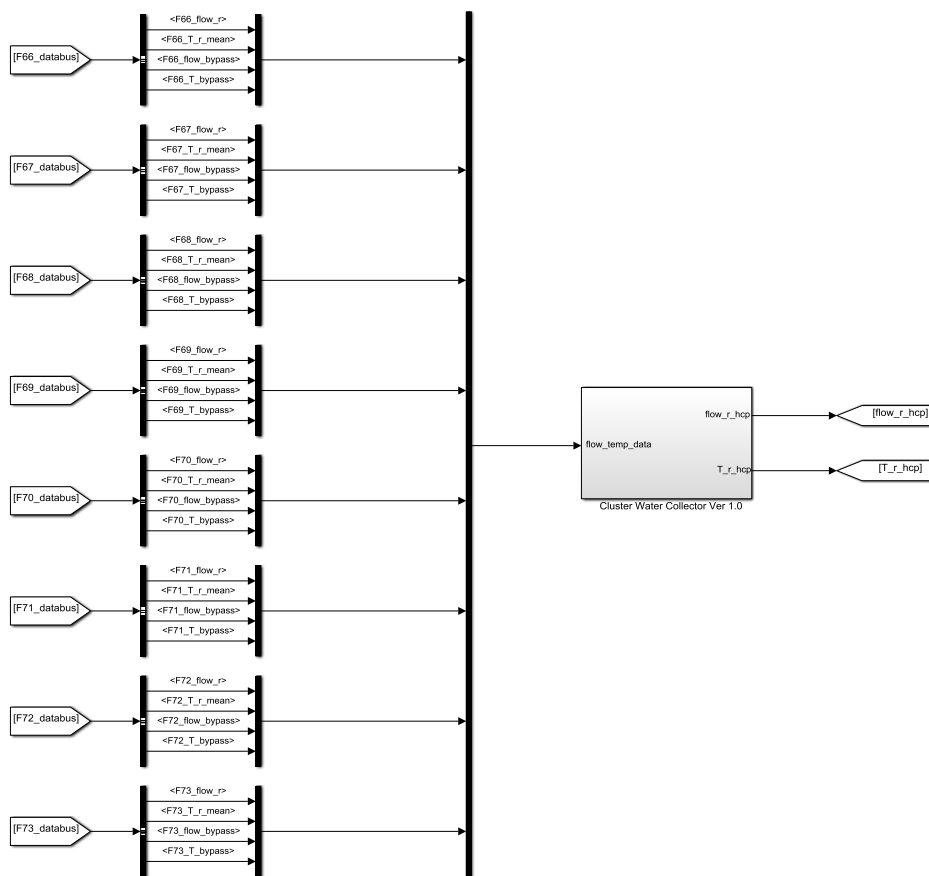 <F66_flow_r>
<F66_T_r_mean>
[F66_databus]
<F66_flow_bypass>
<F66_T_bypass>
<F67_flow_r>
<F67_T_r_mean>
[F67_databus]
<F67_flow_bypass>
<F67_T_bypass>
<F68_flow_r>
<F68_T_r_mean>
[F68_databus]
<F68_flow_bypass>
<F68_T_bypass>
<F69_flow_r>
<F69_T_r_mean>
[F69_databus]
<F69_flow_bypass>
<F69_T_bypass>
<F70_flow_r>
<F70_T_r_mean>
[F70_databus]
<F70_flow_bypass>
<F70_T_bypass>
<F71_flow_r>
<F71_T_r_mean>
[F71_databus]
<F71_flow_bypass>
<F71_T_bypass>
<F72_flow_r>
<F72_T_r_mean>
[F72_databus]
<F72_flow_bypass>
<F72_T_bypass>
<F73_flow_r>
<F73_T_r_mean>
[F73_databus]
<F73_flow_bypass>
<F73_T_bypass>
flow_temp_data
flow_r_hcp
T_r_hcp
Cluster Water Collector Ver 1.0
[flow_r_hcp]
[T_r_hcp]